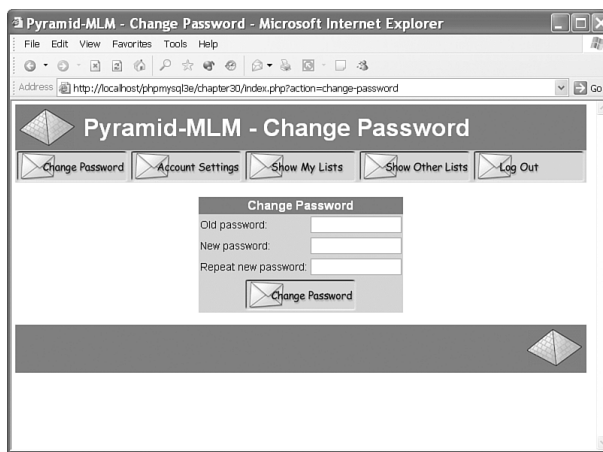 Pyramid-MLM - Change Password - Microsoft Internet Explorer
File Edit View Favorites Tools Help
Address http://localhost/phpmysql3e/chapter30/index.php?action=change-password Go
Pyramid-MLM - Change Password
Change Password Account Settings Show My Lists Show Other Lists Log Out
Change Password
Old password:
New password:
Repeat new password:
Change Password